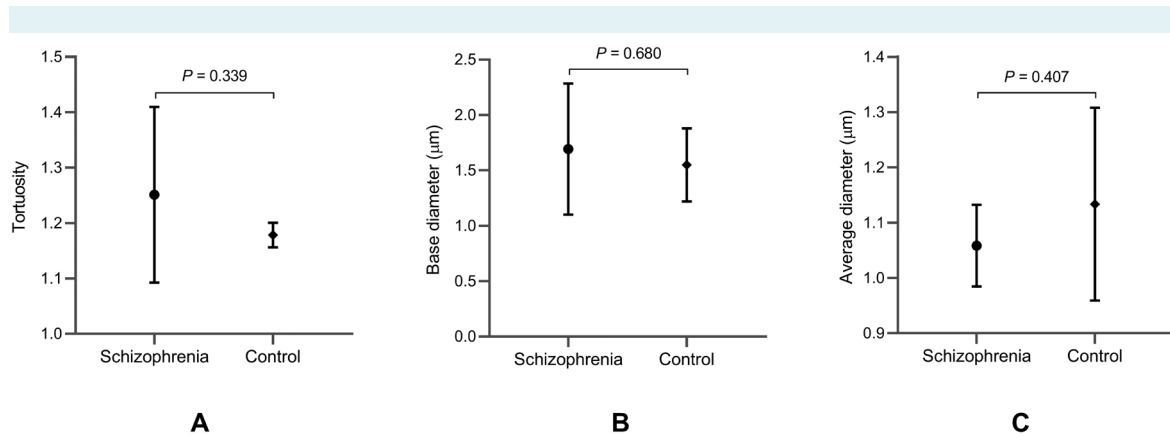 Tortuosity
1.5
1.4
1.3
1.2
1.1
1.0
P = 0.339
Schizophrenia Control
A
Base diameter (μm)
2.5
2.0
1.5
1.0
0.5
0.0
P = 0.680
Schizophrenia Control
B
Average diameter (μm)
1.4
1.3
1.2
1.1
1.0
0.9
P = 0.407
Schizophrenia Control
C